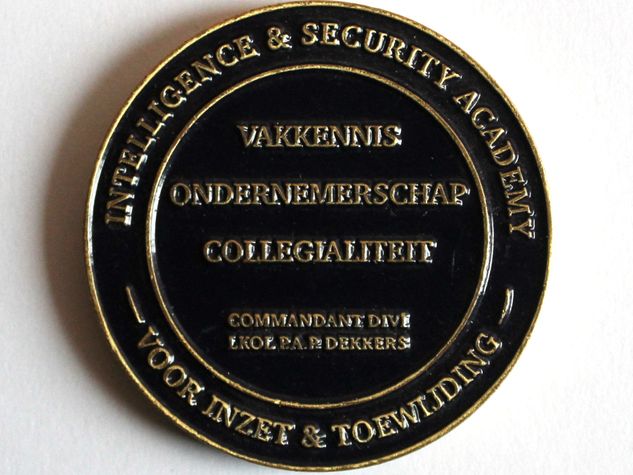 INTELLIGENCE & SECURITY ACADEMY
VAKKENNIS
ONDERNEMERSCHAP
COLLEGIALITEIT
COMMANDANT DIVI
LKOL P.A.P. DEKKERS
— VOOR INZET & TOEWIJDING —